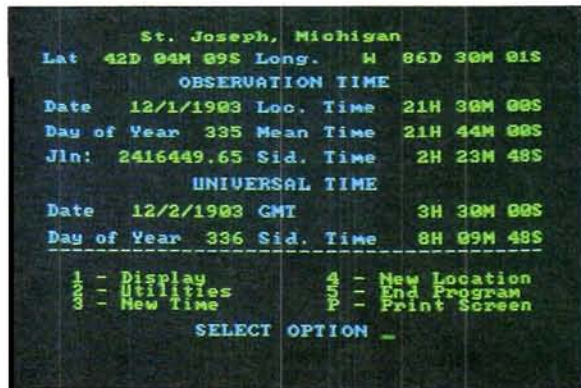 St. Joseph, Michigan
Lat 42D 04M 09S Long. W 86D 30M 01S
OBSERVATION TIME
Date 12/1/1903 Loc. Time 21H 30M 00S
Day of Year 335 Mean Time 21H 44M 00S
Jln: 2416449.65 Sid. Time 2H 23M 48S
UNIVERSAL TIME
Date 12/2/1903 GMT 3H 30M 00S
Day of Year 336 Sid. Time 8H 09M 48S
1 - Display 4 - New Location
2 - Utilities 5 - End Program
3 - New Time P - Print Screen
SELECT OPTION _